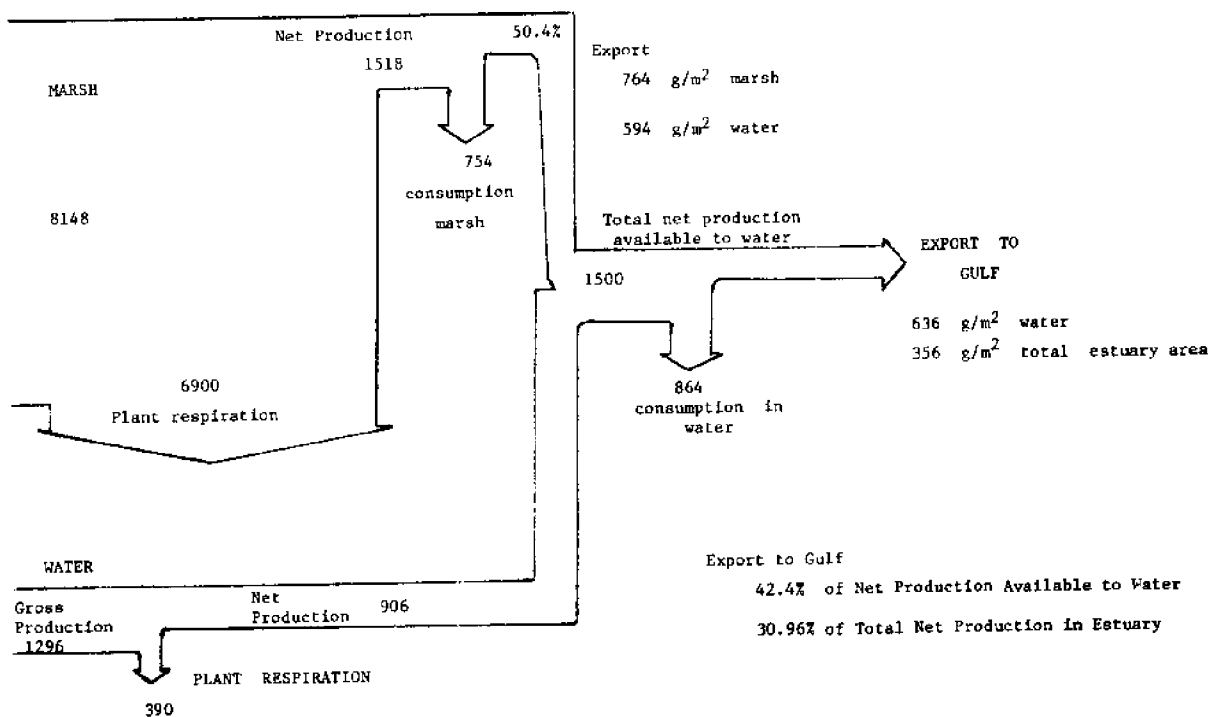 Net Production
50.4%
1518
Export
764 g/m² marsh
594 g/m² water
MARSH
754
consumption
marsh
8148
Total net production
available to water
EXPORT TO
GULF
1500
636 g/m² water
356 g/m² total estuary area
6900
Plant respiration
864
consumption in
water
WATER
Export to Gulf
42.4% of Net Production Available to Water
30.96% of Total Net Production in Estuary
Gross
Production
1296
Net
Production
906
PLANT RESPIRATION
390